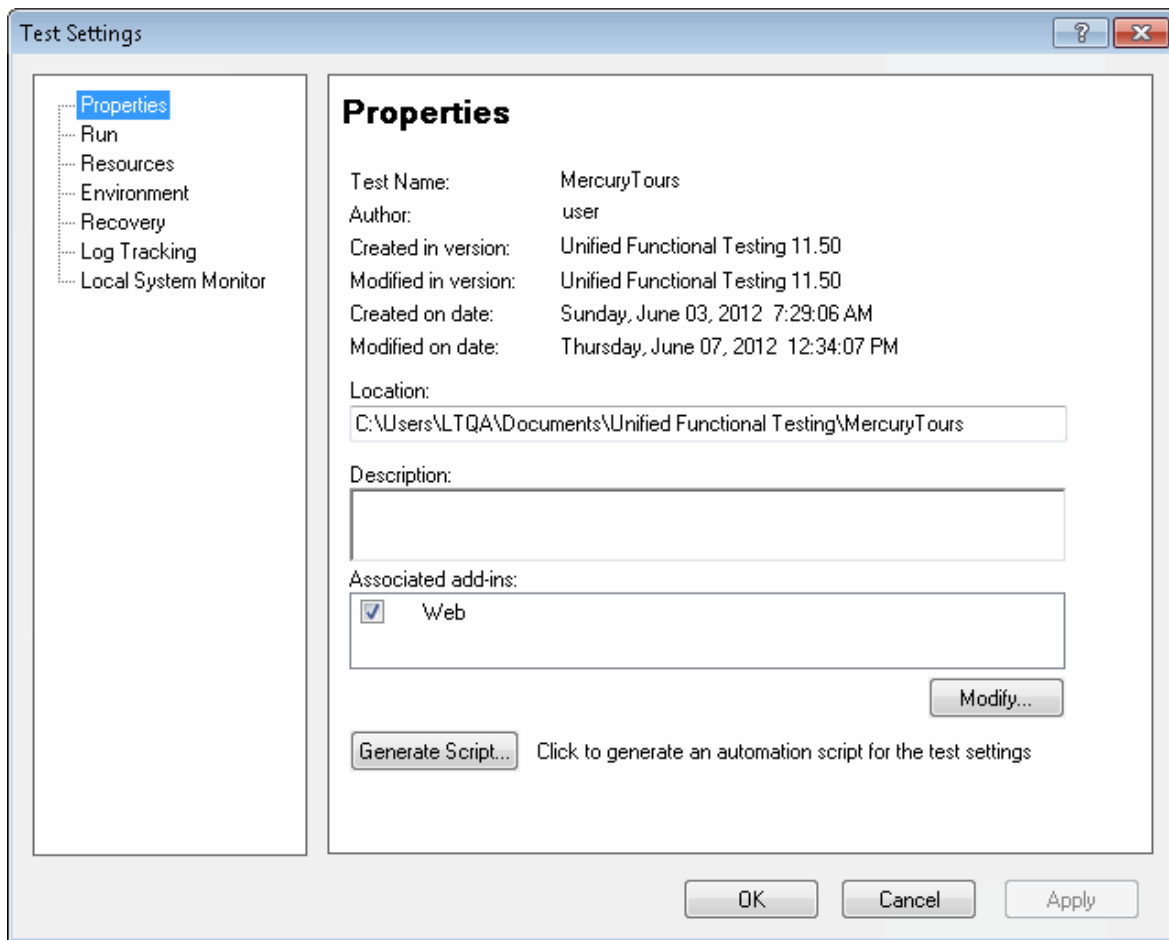 Test Settings
Properties
Run
Resources
Environment
Recovery
Log Tracking
Local System Monitor
Properties
Test Name: MercuryTours
Author: user
Created in version: Unified Functional Testing 11.50
Modified in version: Unified Functional Testing 11.50
Created on date: Sunday, June 03, 2012 7:29:06 AM
Modified on date: Thursday, June 07, 2012 12:34:07 PM
Location:
C:\Users\LTQA\Documents\Unified Functional Testing\MercuryTours
Description:
Associated add-ins:
Web
Modify...
Generate Script... Click to generate an automation script for the test settings
OK Cancel Apply